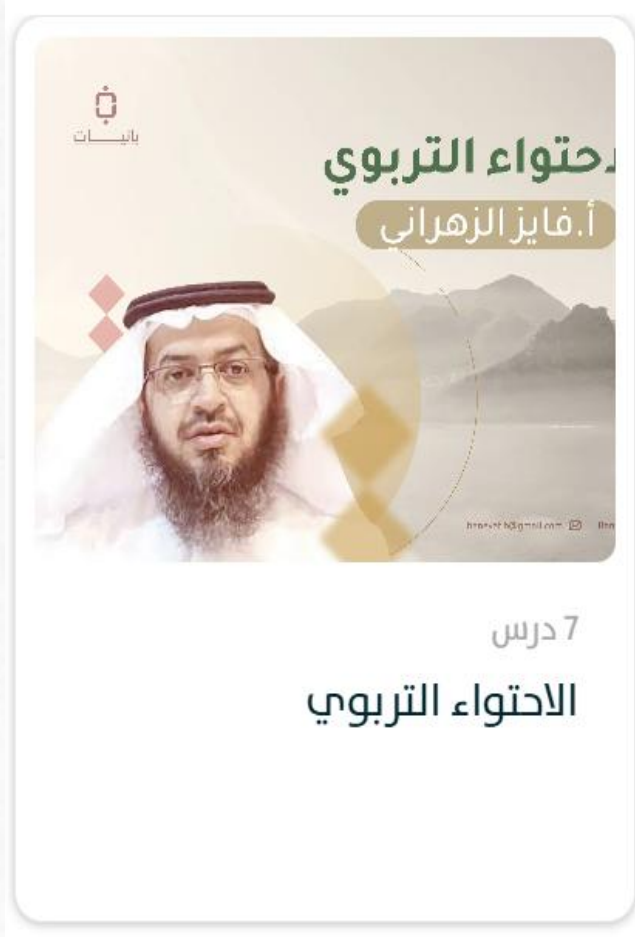 بانيات
احتواء التربوي
أ.فايز الزهراني
7 درس
الاحتواء التربوي